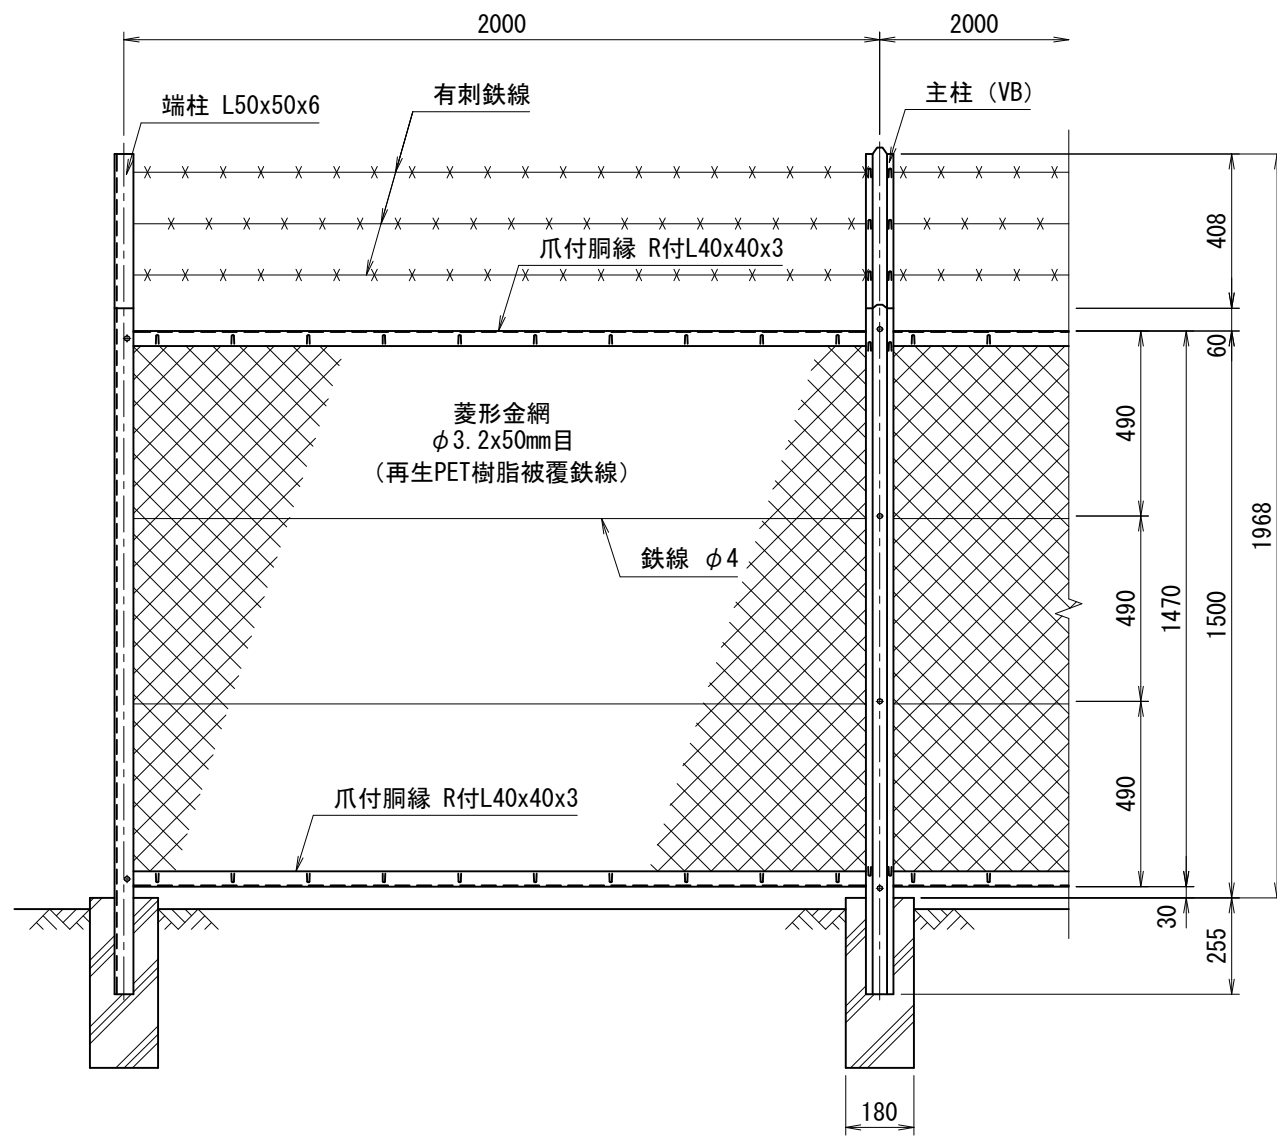 2000
2000
端柱 L50x50x6
有刺鉄線
主柱 (VB)
爪付胴縁 R付L40x40x3
408
60
菱形金網
φ3.2x50mm目
(再生PET樹脂被覆鉄線)
490
1968
鉄線 φ4
490
1470
1500
爪付胴縁 R付L40x40x3
490
30
255
180